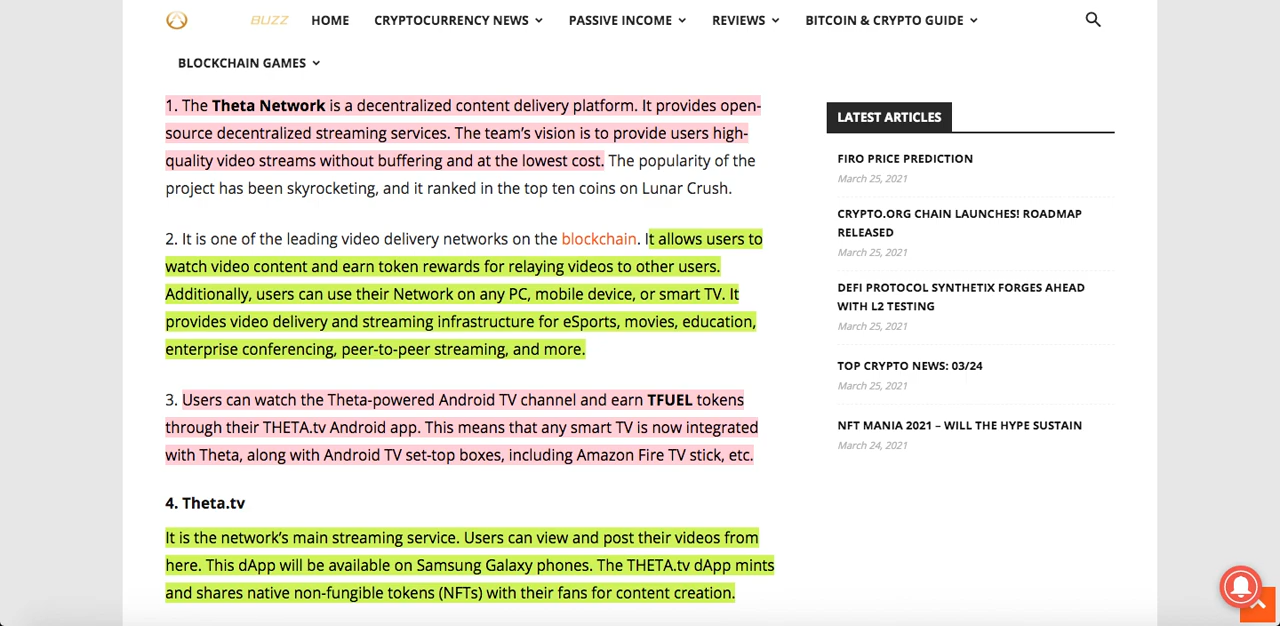 BUZZ HOME CRYPTOCURRENCY NEWS PASSIVE INCOME REVIEWS BITCOIN & CRYPTO GUIDE
BLOCKCHAIN GAMES
1. The Theta Network is a decentralized content delivery platform. It provides open-
source decentralized streaming services. The team’s vision is to provide users high-
quality video streams without buffering and at the lowest cost. The popularity of the
project has been skyrocketing, and it ranked in the top ten coins on Lunar Crush.
2. It is one of the leading video delivery networks on the blockchain. It allows users to
watch video content and earn token rewards for relaying videos to other users.
Additionally, users can use their Network on any PC, mobile device, or smart TV. It
provides video delivery and streaming infrastructure for eSports, movies, education,
enterprise conferencing, peer-to-peer streaming, and more.
3. Users can watch the Theta-powered Android TV channel and earn TFUEL tokens
through their THETA.tv Android app. This means that any smart TV is now integrated
with Theta, along with Android TV set-top boxes, including Amazon Fire TV stick, etc.
4. Theta.tv
It is the network’s main streaming service. Users can view and post their videos from
here. This dApp will be available on Samsung Galaxy phones. The THETA.tv dApp mints
and shares native non-fungible tokens (NFTs) with their fans for content creation.
LATEST ARTICLES
FIRO PRICE PREDICTION
March 25, 2021
CRYPTO.ORG CHAIN LAUNCHES! ROADMAP
RELEASED
March 25, 2021
DEFI PROTOCOL SYNTHETIX FORGES AHEAD
WITH L2 TESTING
March 25, 2021
TOP CRYPTO NEWS: 03/24
March 25, 2021
NFT MANIA 2021 – WILL THE HYPE SUSTAIN
March 24, 2021